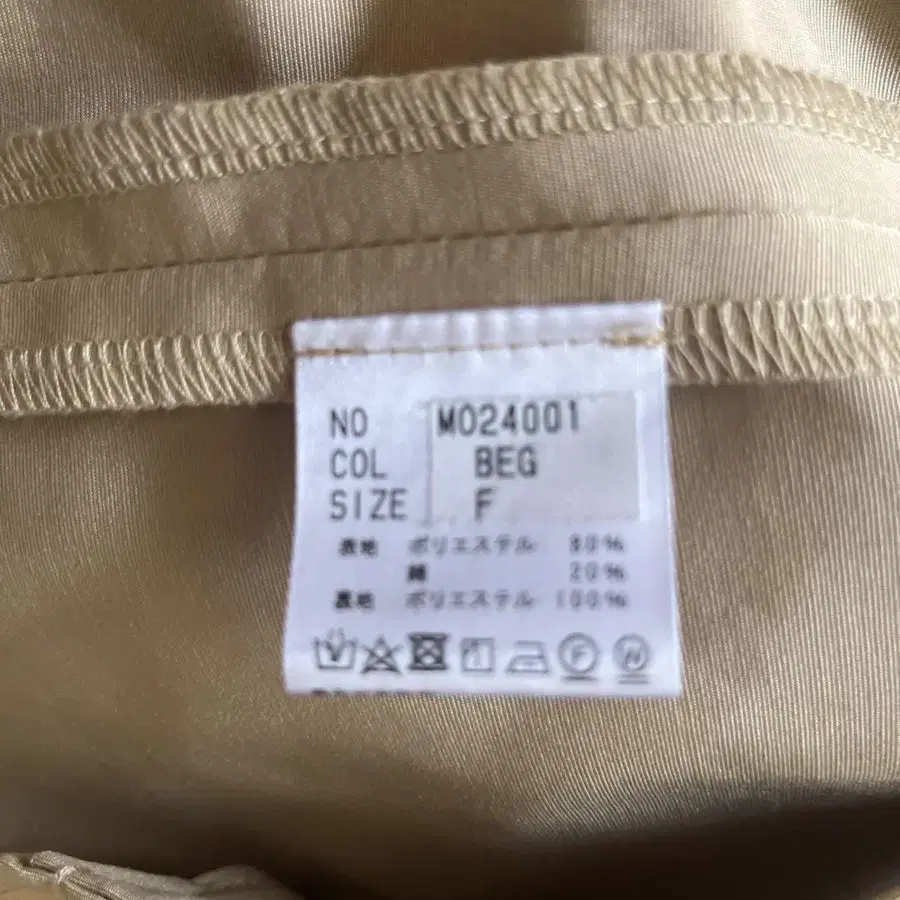 NO M024001
COL BEG
SIZE F
表地 ポリエステル 80%
綿 20%
裏地 ポリエステル 100%
F
W